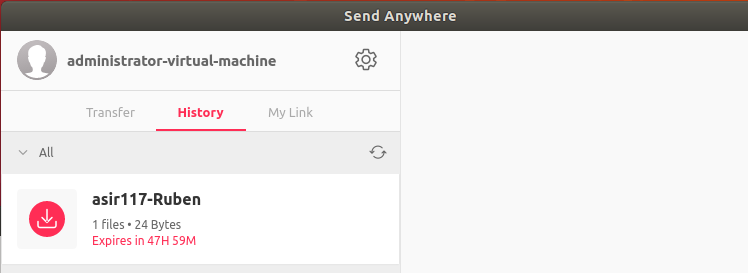 Send Anywhere
administrator-virtual-machine
Transfer History My Link
All
asir117-Ruben
1 files • 24 Bytes
Expires in 47H 59M